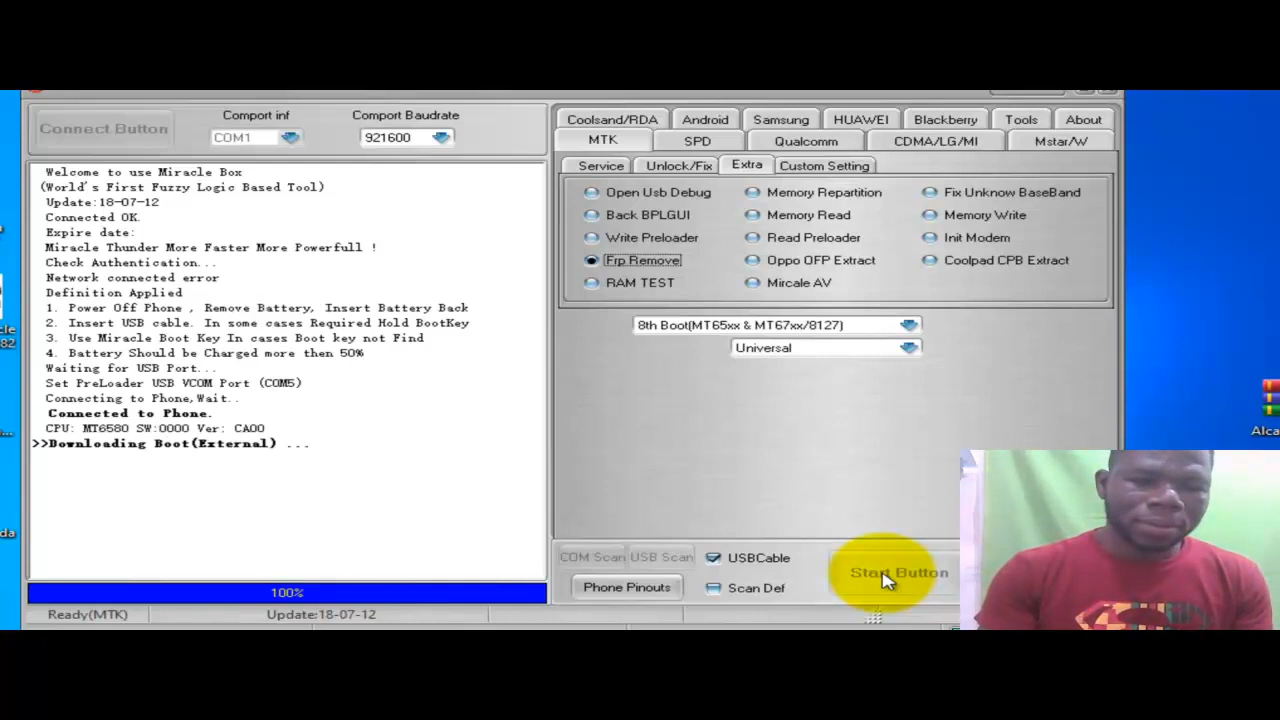 Connect Button
Comport inf
Comport Baudrate
COM1
921600
Welcome to use Miracle Box
(World's First Fuzzy Logic Based Tool)
Update:18-07-12
Connected OK.
Expire date:
Miracle Thunder More Faster More Powerfull !
Check Authentication...
Network connected error
Definition Applied
1. Power Off Phone , Remove Battery, Insert Battery Back
2. Insert USB cable. In some cases Required Hold BootKey
3. Use Miracle Boot Key In cases Boot key not Find
4. Battery Should be Charged more then 50%
Waiting for USB Port...
Set PreLoader USB VCOM Port (COM5)
Connecting to Phone,Wait..
Connected to Phone.
CPU: MT6580 SW:0000 Ver: CA00
>>Downloading Boot(External) ...
100%
Ready(MTK)
Update:18-07-12
Coolsand/RDA
Android
Samsung
HUAWEI
Blackberry
Tools
About
MTK
SPD
Qualcomm
CDMA/LG/MI
Mstar/W
Service
Unlock/Fix
Extra
Custom Setting
Open Usb Debug
Memory Repartition
Fix Unknow BaseBand
Back BPLGUI
Memory Read
Memory Write
Write Preloader
Read Preloader
Init Modem
Frp Remove
Oppo OFP Extract
Coolpad CPB Extract
RAM TEST
Mircale AV
8th Boot(MT65xx & MT67xx/8127)
Universal
COM Scan
USB Scan
USBCable
Start Button
Phone Pinouts
Scan Def
cle
82
da
Alca